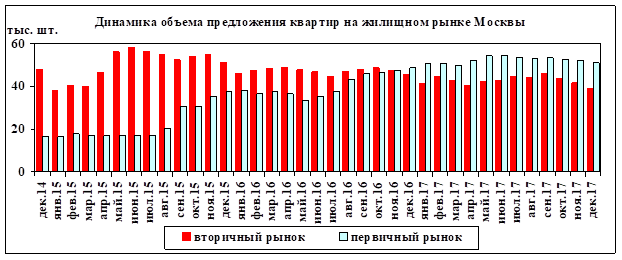 Динамика объема предложения квартир на жилищном рынке Москвы
тыс. шт.
60
40
20
0
дек.14 янв.15 фев.15 мар.15 апр.15 май.15 июн.15 июл.15 авг.15 сен.15 окт.15 ноя.15 дек.15 янв.16 фев.16 мар.16 апр.16 май.16 июн.16 июл.16 авг.16 сен.16 окт.16 ноя.16 дек.16 янв.17 фев.17 мар.17 апр.17 май.17 июн.17 июл.17 авг.17 сен.17 окт.17 ноя.17 дек.17
вторичный рынок первичный рынок